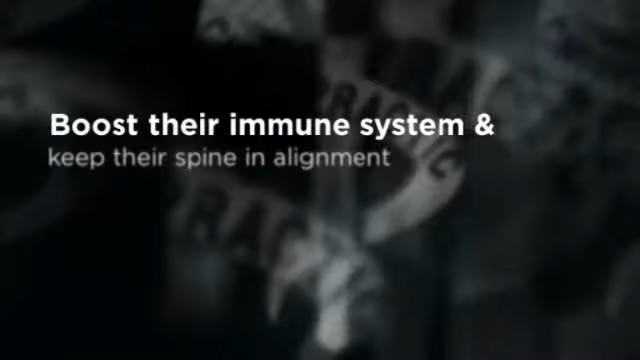 Boost their immune system &
keep their spine in alignment